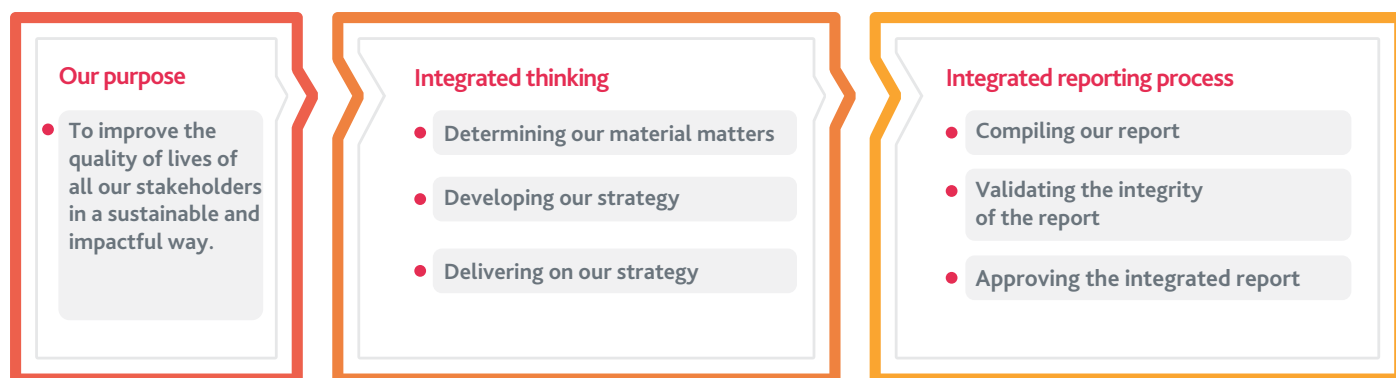 Our purpose
To improve the
quality of lives of
all our stakeholders
in a sustainable and
impactful way.
Integrated thinking
Determining our material matters
Developing our strategy
Delivering on our strategy
Integrated reporting process
Compiling our report
Validating the integrity
of the report
Approving the integrated report